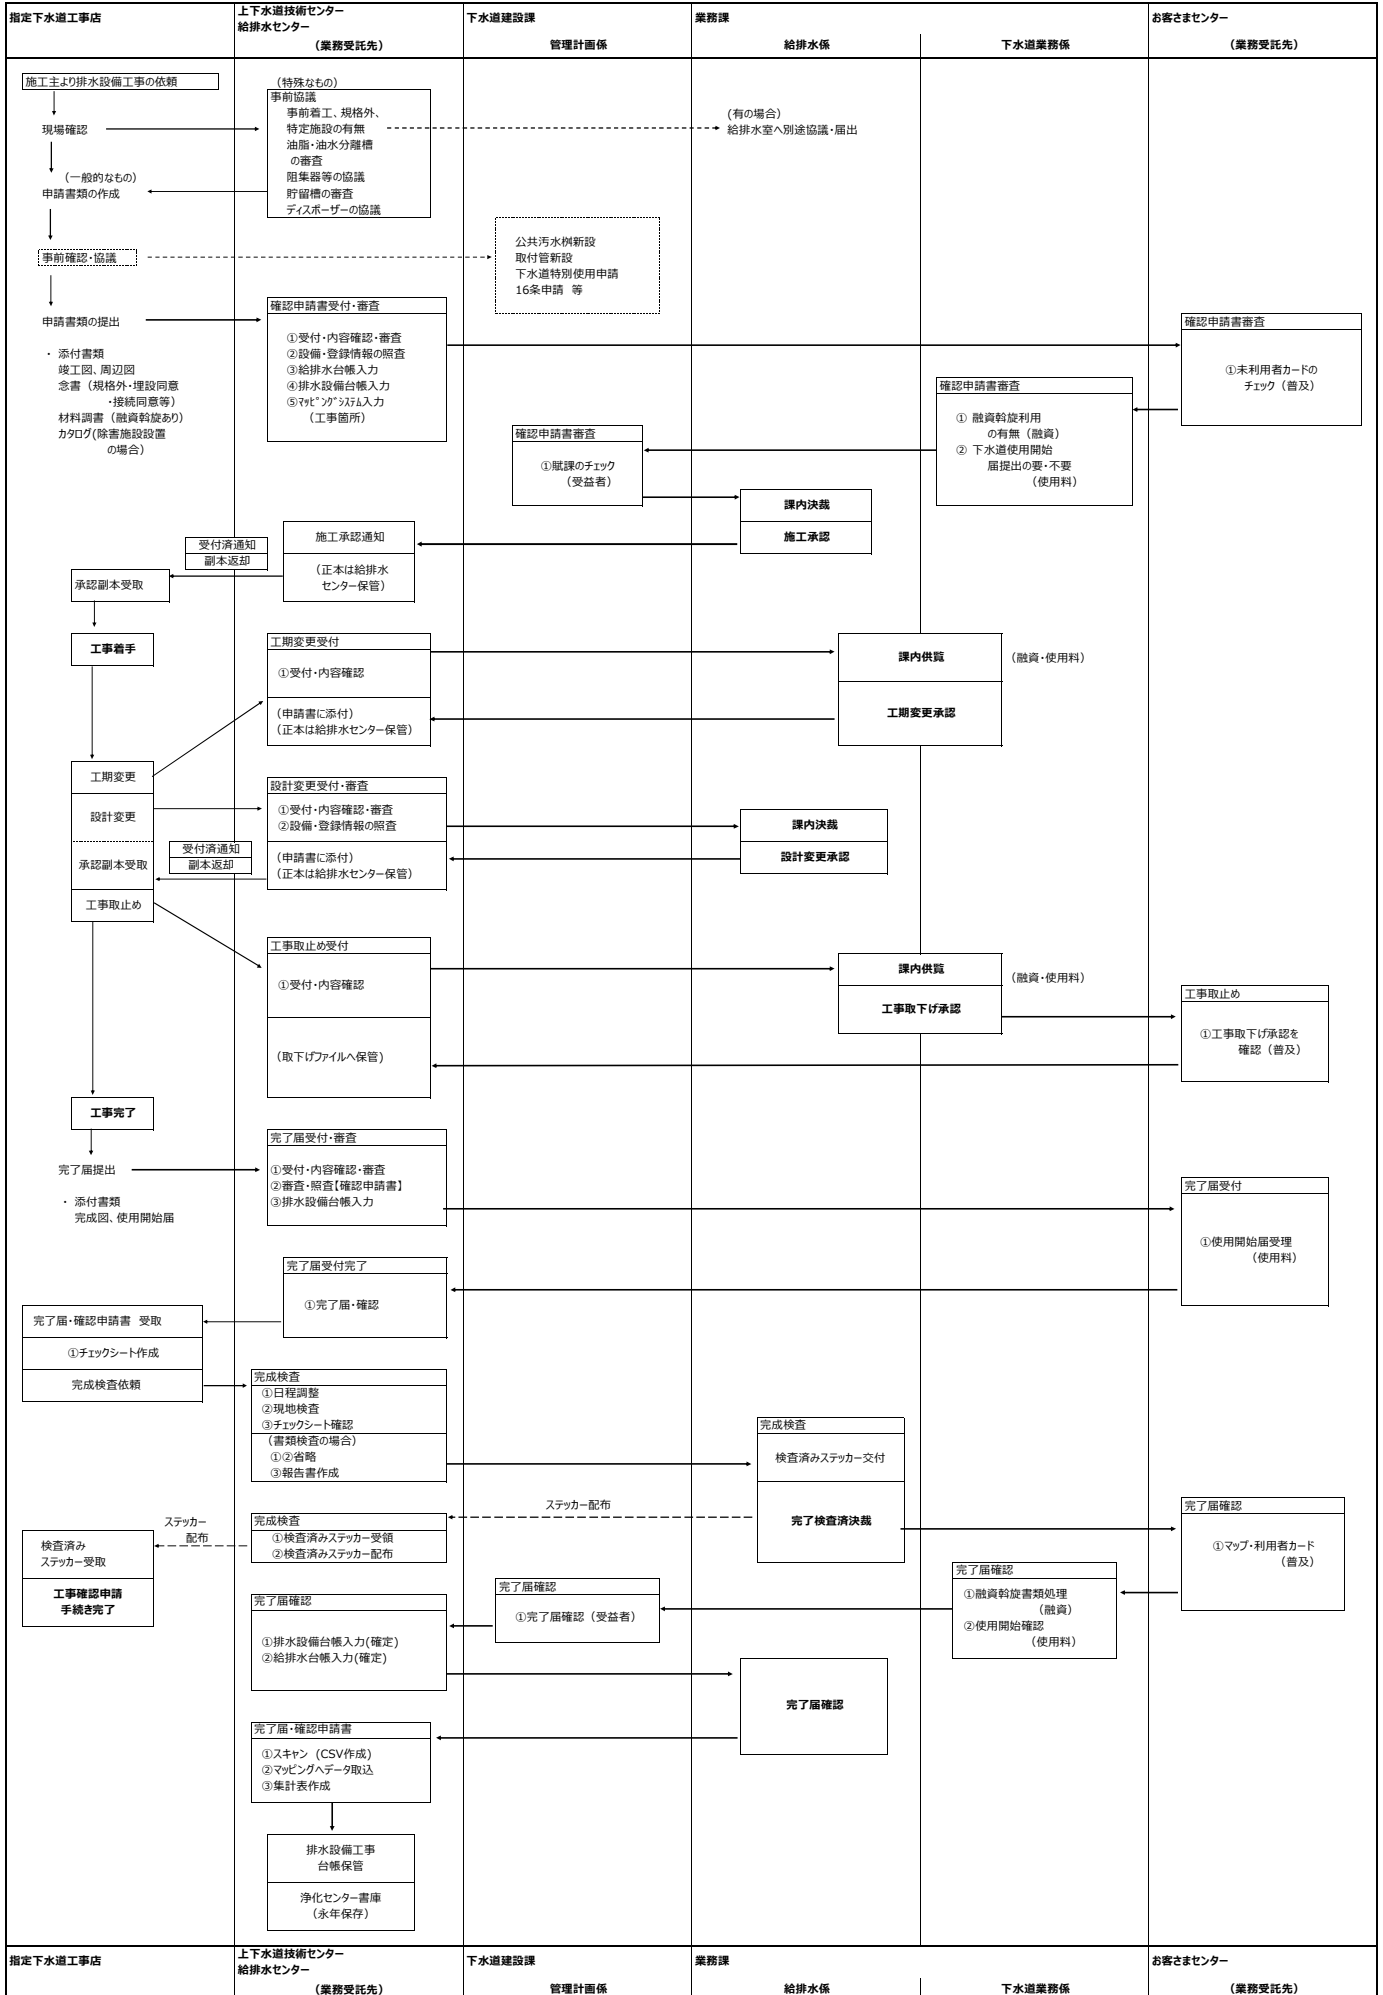 指定下水道工事店
上下水道技術センター
給排水センター
(業務受託先)
下水道建設課
管理計画係
業務課
給排水係
下水道業務係
お客さまセンター
(業務受託先)
施工主より排水設備工事の依頼
現場確認
(一般的なもの)
申請書類の作成
事前確認・協議
(特殊なもの)
事前協議
事前着工、規格外、
特定施設の有無
油脂・油水分離槽
の審査
阻集器等の協議
貯留槽の審査
ディスポーザーの協議
(有の場合)
給排水室へ別途協議・届出
公共汚水桝新設
取付管新設
下水道特別使用申請
16条申請 等
申請書類の提出
・ 添付書類
竣工図、周辺図
念書（規格外・埋設同意
・接続同意等）
材料調書（融資斡旋あり）
カタログ(除害施設設置
の場合）
確認申請書受付・審査
①受付・内容確認・審査
②設備・登録情報の照査
③給排水台帳入力
④排水設備台帳入力
⑤ﾏｯﾋﾟﾝｸﾞｼｽﾃﾑ入力
（工事箇所）
確認申請書審査
①未利用者カードの
チェック（普及）
確認申請書審査
① 融資斡旋利用
の有無（融資）
② 下水道使用開始
届提出の要・不要
（使用料）
確認申請書審査
①賦課のチェック
（受益者）
課内決裁
施工承認
施工承認通知
（正本は給排水
センター保管）
受付済通知
副本返却
承認副本受取
工事着手
工期変更受付
①受付・内容確認
（申請書に添付）
（正本は給排水センター保管）
課内供覧
工期変更承認
（融資・使用料）
工期変更
設計変更
承認副本受取
工事取止め
受付済通知
副本返却
設計変更受付・審査
①受付・内容確認・審査
②設備・登録情報の照査
（申請書に添付）
（正本は給排水センター保管）
課内決裁
設計変更承認
工事取止め受付
①受付・内容確認
（取下げファイルへ保管）
課内供覧
工事取下げ承認
（融資・使用料）
工事取止め
①工事取下げ承認を
確認（普及）
工事完了
完了届提出
・ 添付書類
完成図、使用開始届
完了届受付・審査
①受付・内容確認・審査
②審査・照査【確認申請書】
③排水設備台帳入力
完了届受付
①使用開始届受理
（使用料）
完了届受付完了
①完了届・確認
完了届・確認申請書 受取
①チェックシート作成
完成検査依頼
完成検査
①日程調整
②現地検査
③チェックシート確認
（書類検査の場合）
①②省略
③報告書作成
完成検査
検査済みステッカー交付
完了検査済決裁
ステッカー配布
完成検査
①検査済みステッカー受領
②検査済みステッカー配布
ステッカー
配布
検査済み
ステッカー受取
工事確認申請
手続き完了
完了届確認
①マップ・利用者カード
（普及）
完了届確認
①融資斡旋書類処理
（融資）
②使用開始確認
（使用料）
完了届確認
①完了届確認（受益者）
完了届確認
①排水設備台帳入力(確定)
②給排水台帳入力(確定)
完了届確認
完了届・確認申請書
①スキャン (CSV作成)
②マッピングへデータ取込
③集計表作成
排水設備工事
台帳保管
浄化センター書庫
（永年保存）
指定下水道工事店
上下水道技術センター
給排水センター
(業務受託先)
下水道建設課
管理計画係
業務課
給排水係
下水道業務係
お客さまセンター
(業務受託先)